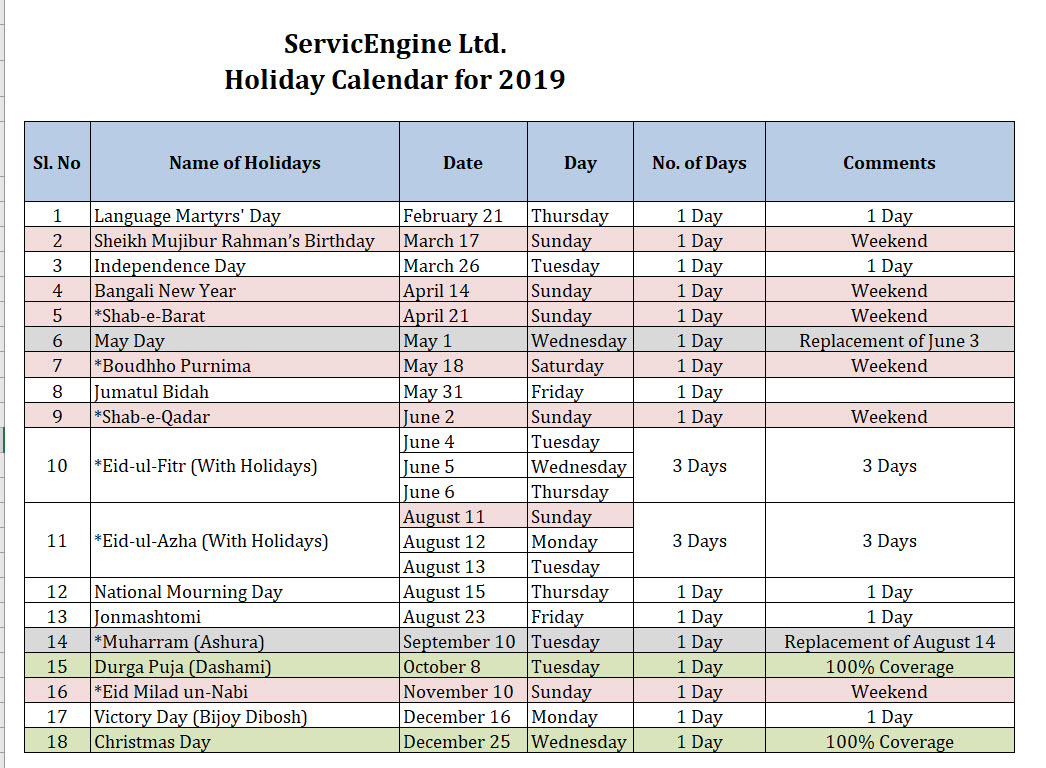 ServicEngine Ltd.
Holiday Calendar for 2019
Sl. No Name of Holidays Date Day No. of Days Comments
1 Language Martyrs' Day February 21 Thursday 1 Day 1 Day
2 Sheikh Mujibur Rahman’s Birthday March 17 Sunday 1 Day Weekend
3 Independence Day March 26 Tuesday 1 Day 1 Day
4 Bangali New Year April 14 Sunday 1 Day Weekend
5 *Shab-e-Barat April 21 Sunday 1 Day Weekend
6 May Day May 1 Wednesday 1 Day Replacement of June 3
7 *Boudhho Purnima May 18 Saturday 1 Day Weekend
8 Jumatul Bidah May 31 Friday 1 Day
9 *Shab-e-Qadar June 2 Sunday 1 Day Weekend
June 4 Tuesday
10 *Eid-ul-Fitr (With Holidays) June 5 Wednesday 3 Days 3 Days
June 6 Thursday
August 11 Sunday
11 *Eid-ul-Azha (With Holidays) August 12 Monday 3 Days 3 Days
August 13 Tuesday
12 National Mourning Day August 15 Thursday 1 Day 1 Day
13 Jonmashtomi August 23 Friday 1 Day 1 Day
14 *Muharram (Ashura) September 10 Tuesday 1 Day Replacement of August 14
15 Durga Puja (Dashami) October 8 Tuesday 1 Day 100% Coverage
16 *Eid Milad un-Nabi November 10 Sunday 1 Day Weekend
17 Victory Day (Bijoy Dibosh) December 16 Monday 1 Day 1 Day
18 Christmas Day December 25 Wednesday 1 Day 100% Coverage